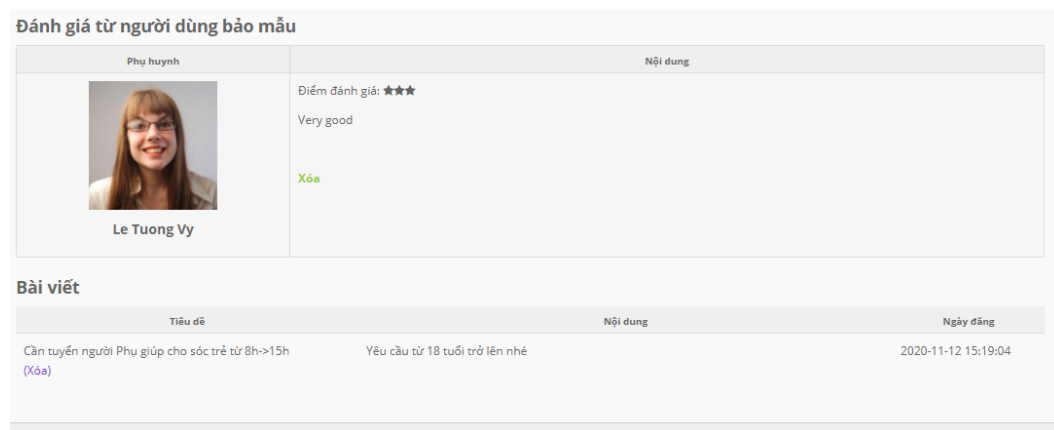 Đánh giá từ người dùng bảo mẫu
Phụ huynh
Nội dung
Điểm đánh giá: ★★★
Very good
Xóa
Le Tuong Vy
Bài viết
Tiêu dề
Nội dung
Ngày đăng
Cần tuyển người Phụ giúp cho sóc trẻ từ 8h->15h
(Xóa)
Yêu cầu từ 18 tuổi trở lên nhé
2020-11-12 15:19:04